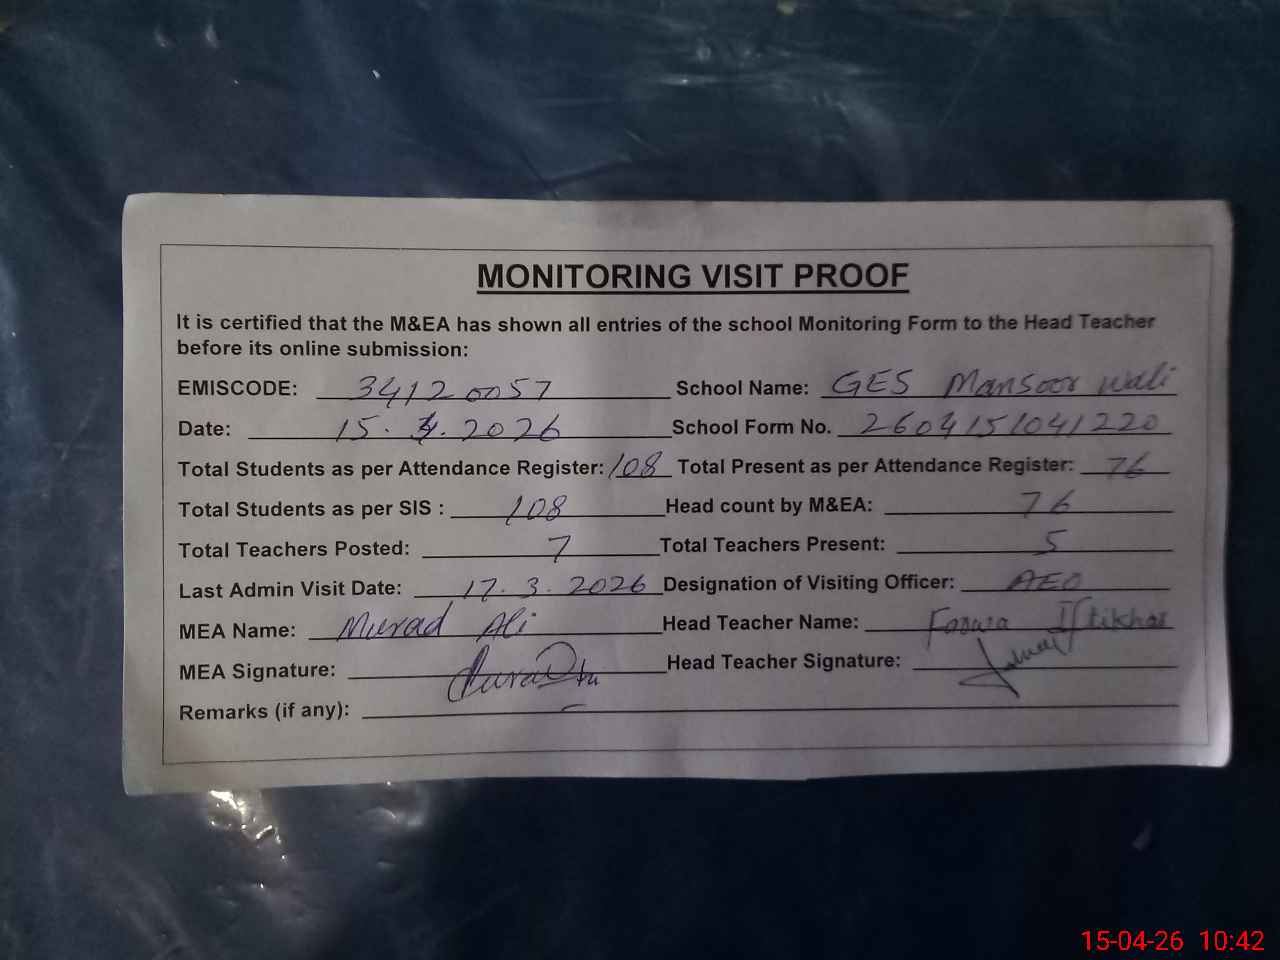 MONITORING VISIT PROOF
It is certified that the M&EA has shown all entries of the school Monitoring Form to the Head Teacher
before its online submission:
EMISCODE: 34120057 School Name: GES Mansoor Wali
Date: 15.4.2026 School Form No. 2604151041220
Total Students as per Attendance Register: 108 Total Present as per Attendance Register: 76
Total Students as per SIS : 108 Head count by M&EA: 76
Total Teachers Posted: 7 Total Teachers Present: 5
Last Admin Visit Date: 17.3.2026 Designation of Visiting Officer: AEO
MEA Name: Murad Ali Head Teacher Name: Iftikhar
MEA Signature: Head Teacher Signature:
Remarks (if any): -
15-04-26 10:42